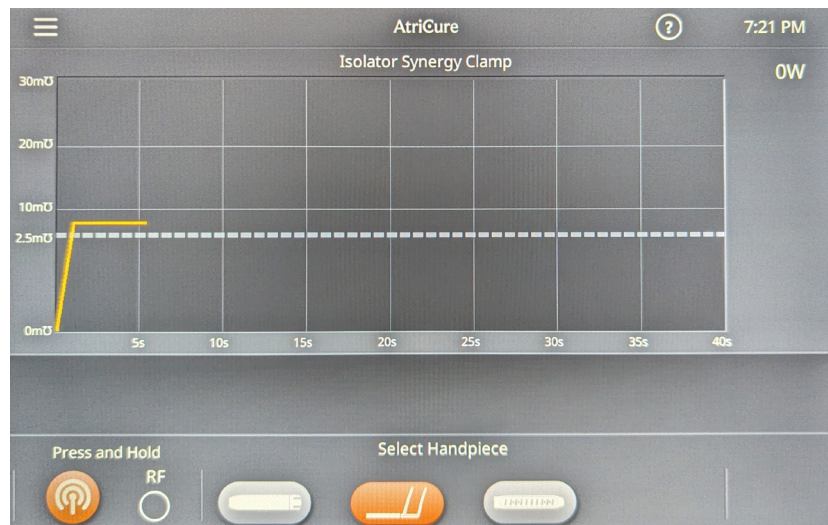 AtriCure
?
7:21 PM
Isolator Synergy Clamp
0W
30m℧
20m℧
10m℧
2.5m℧
0m℧
5s 10s 15s 20s 25s 30s 35s 40s
Press and Hold
Select Handpiece
RF